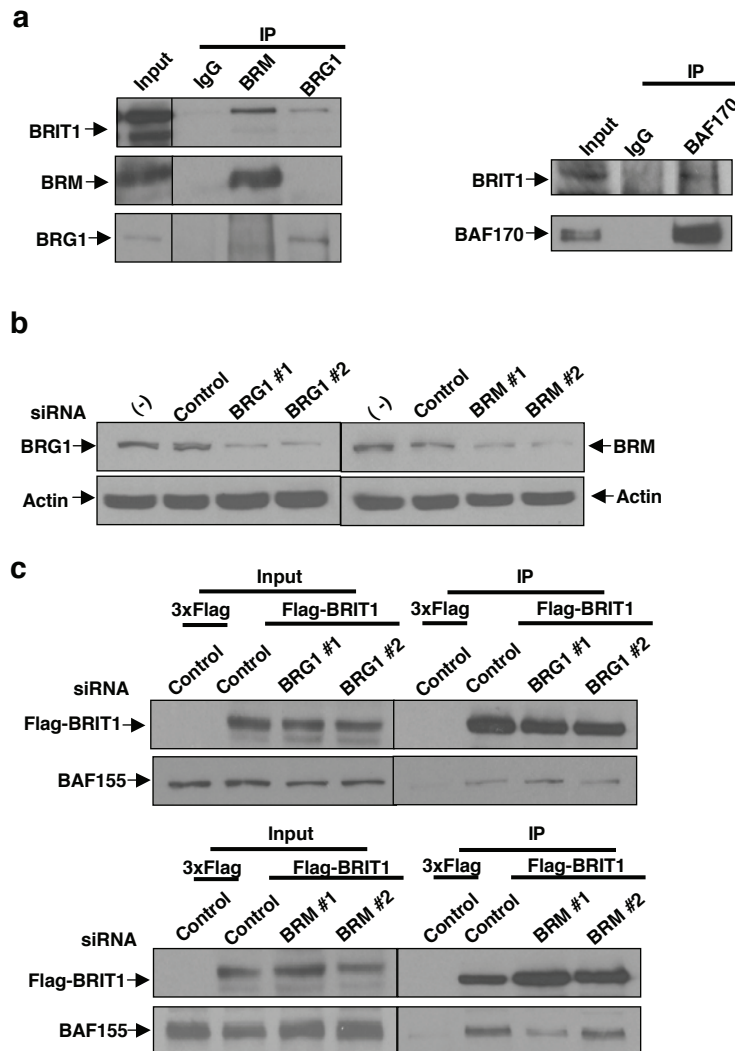 a
IP
Input
IgG
BRM
BRG1
BRIT1
BRM
BRG1
IP
Input
IgG
BAF170
BRIT1
BAF170
b
siRNA
(-)
Control
BRG1 #1
BRG1 #2
(-)
Control
BRM #1
BRM #2
BRG1
BRM
Actin
Actin
c
Input
IP
3xFlag
Flag-BRIT1
3xFlag
Flag-BRIT1
siRNA
Control
Control
BRG1 #1
BRG1 #2
Control
Control
BRG1 #1
BRG1 #2
Flag-BRIT1
BAF155
Input
IP
3xFlag
Flag-BRIT1
3xFlag
Flag-BRIT1
siRNA
Control
Control
BRM #1
BRM #2
Control
Control
BRM #1
BRM #2
Flag-BRIT1
BAF155